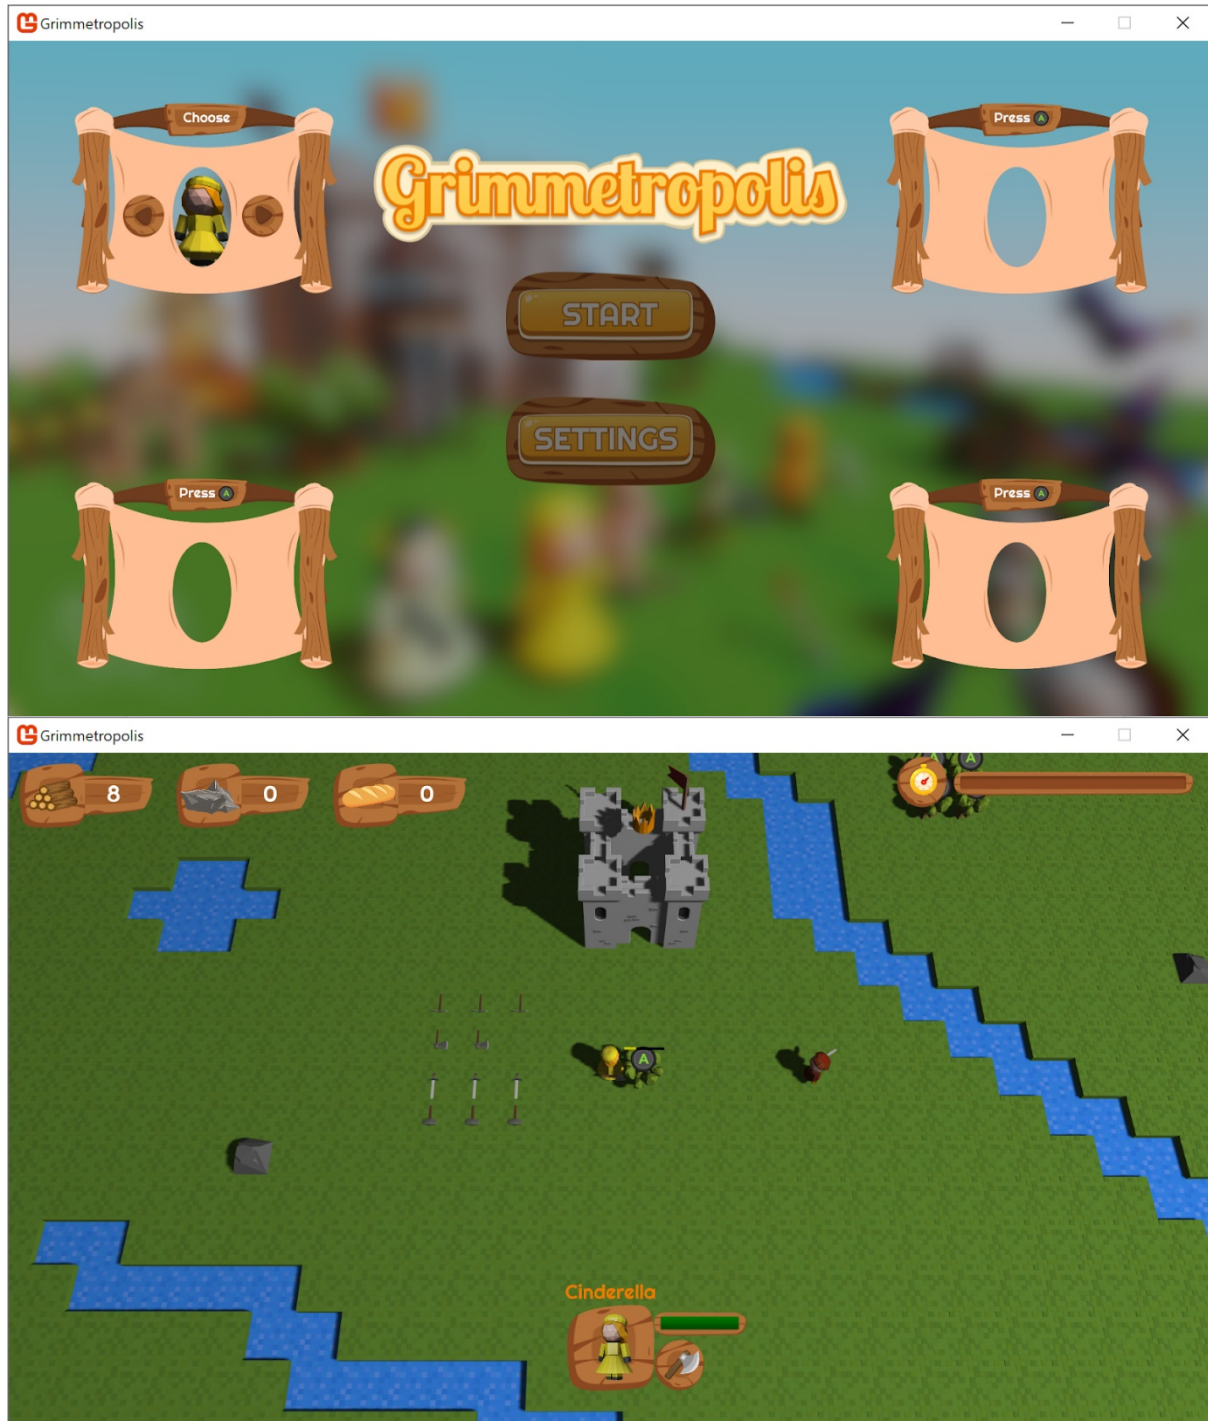 Grimmetropolis
Choose
Press A
Grimmetropolis
START
SETTINGS
Press A
Press A
Grimmetropolis
8
0
0
A
A
A
Cinderella